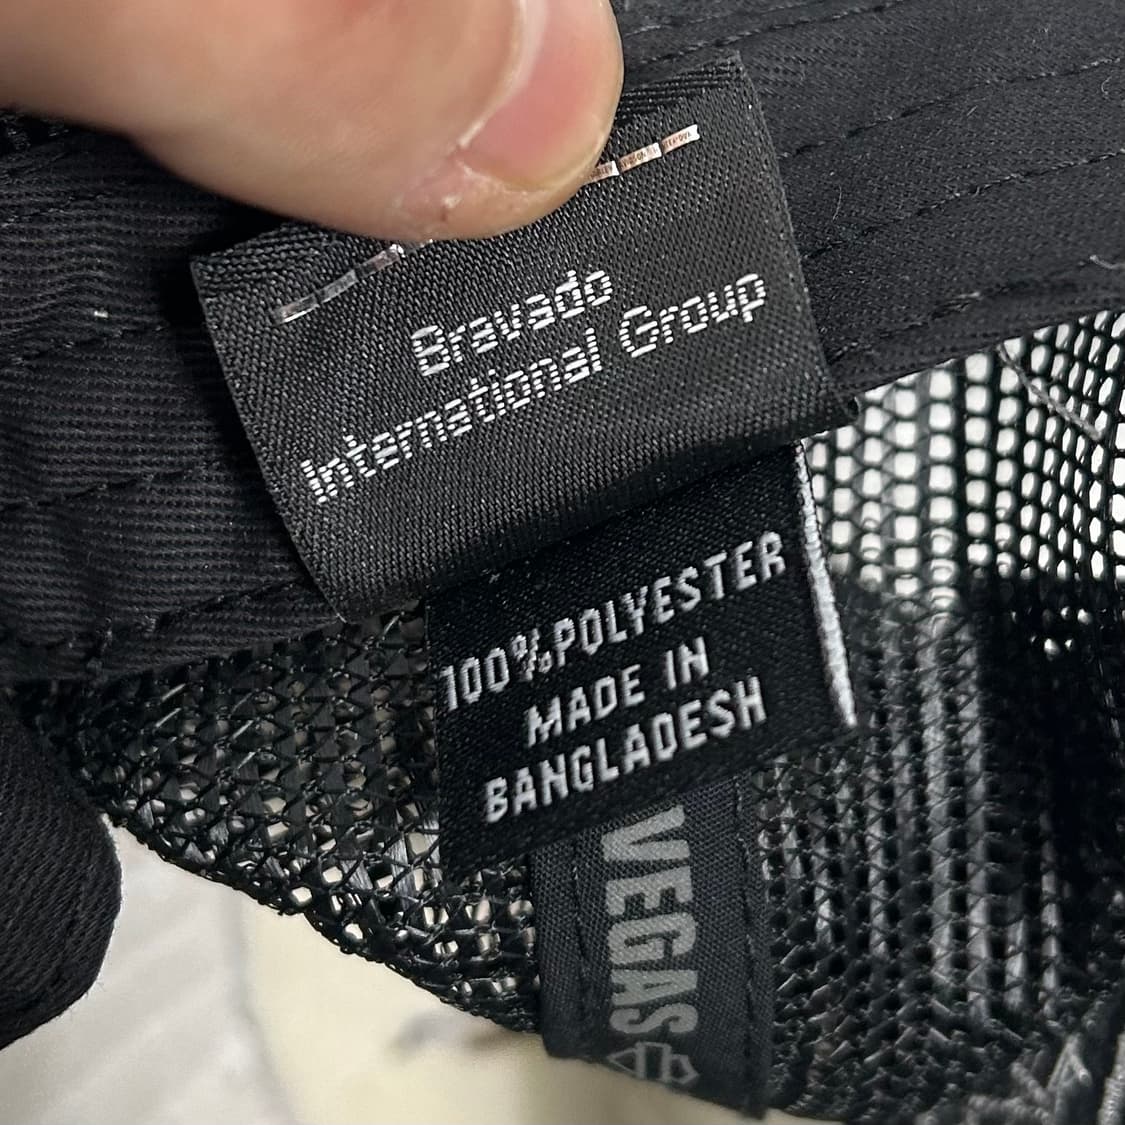 Bravado
International Group
100%POLYESTER
MADE IN
BANGLADESH
VEGAS